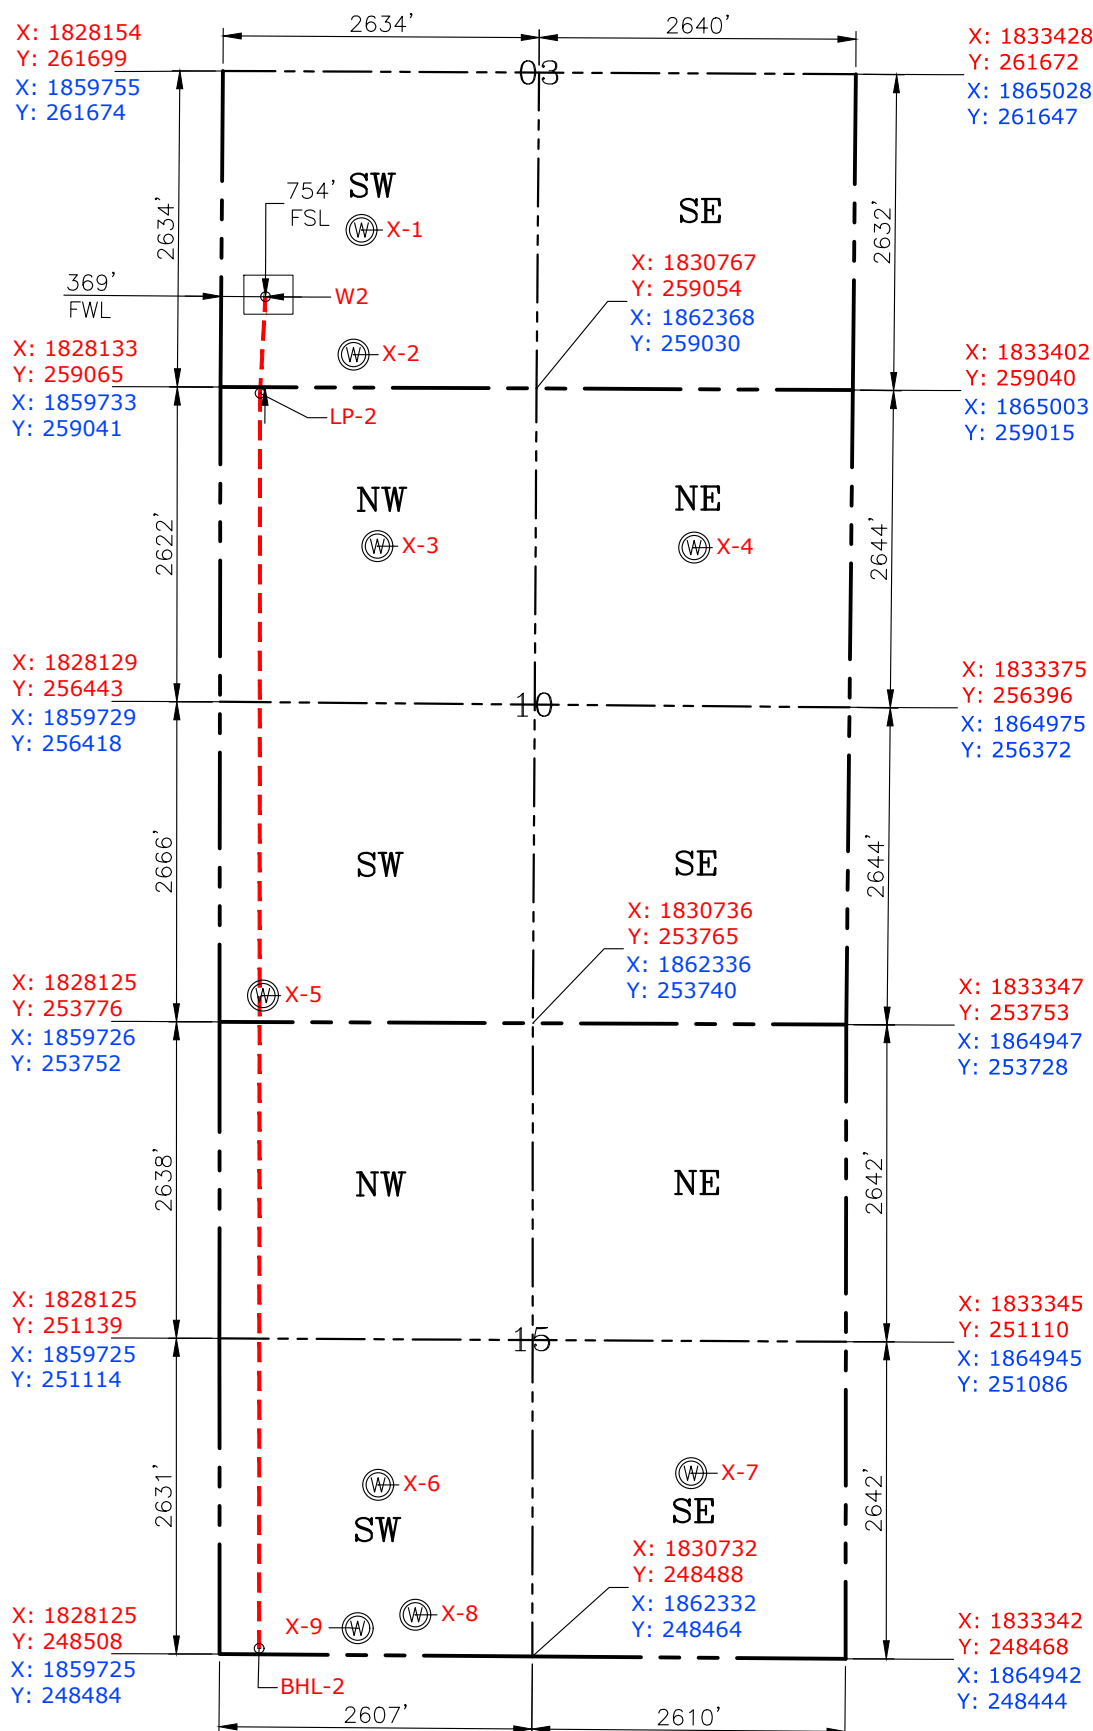 2634'
2640'
X: 1828154
Y: 261699
X: 1859755
Y: 261674
X: 1833428
Y: 261672
X: 1865028
Y: 261647
03
2634'
754'
FSL
SW
W X-1
SE
2632'
369'
FWL
W2
X: 1830767
Y: 259054
X: 1862368
Y: 259030
W X-2
X: 1828133
Y: 259065
X: 1859733
Y: 259041
X: 1833402
Y: 259040
X: 1865003
Y: 259015
LP-2
2622'
NW
NE
2644'
W X-3
W X-4
X: 1828129
Y: 256443
X: 1859729
Y: 256418
10
X: 1833375
Y: 256396
X: 1864975
Y: 256372
2666'
SW
SE
2644'
X: 1830736
Y: 253765
X: 1862336
Y: 253740
X: 1828125
Y: 253776
X: 1859726
Y: 253752
W X-5
X: 1833347
Y: 253753
X: 1864947
Y: 253728
2638'
NW
NE
2642'
X: 1828125
Y: 251139
X: 1859725
Y: 251114
15
X: 1833345
Y: 251110
X: 1864945
Y: 251086
2631'
W X-6
SW
W X-7
SE
2642'
X: 1830732
Y: 248488
X: 1862332
Y: 248464
X-9 W
W X-8
X: 1828125
Y: 248508
X: 1859725
Y: 248484
X: 1833342
Y: 248468
X: 1864942
Y: 248444
BHL-2
2607'
2610'